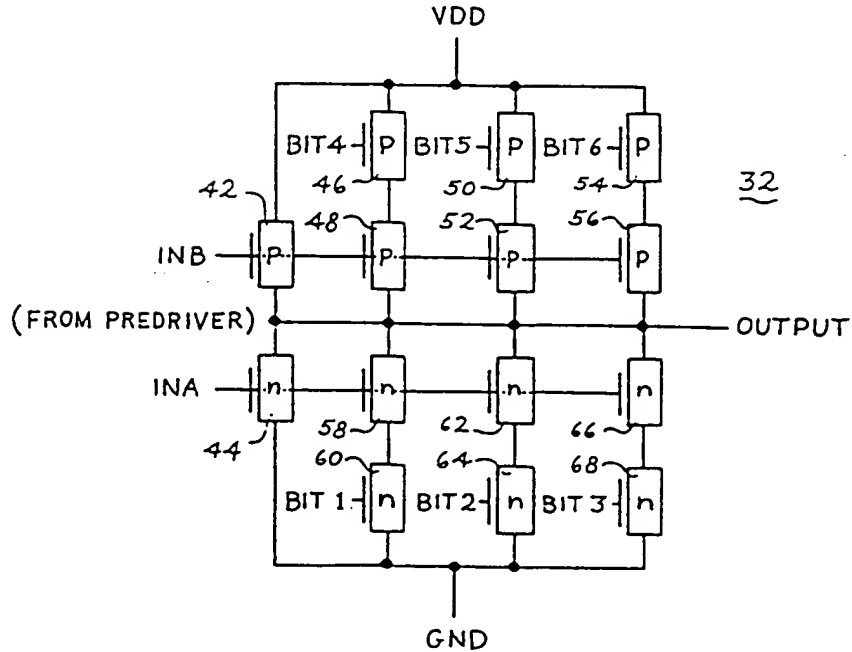 VDD
BIT4 P BIT5 P BIT6 P
46 50 54
32
42 48 52 56
INB P P P P
(FROM PREDRIVER) OUTPUT
INA n n n n
44 58 62 66
60 64 68
BIT 1 n BIT2 n BIT 3 n
GND